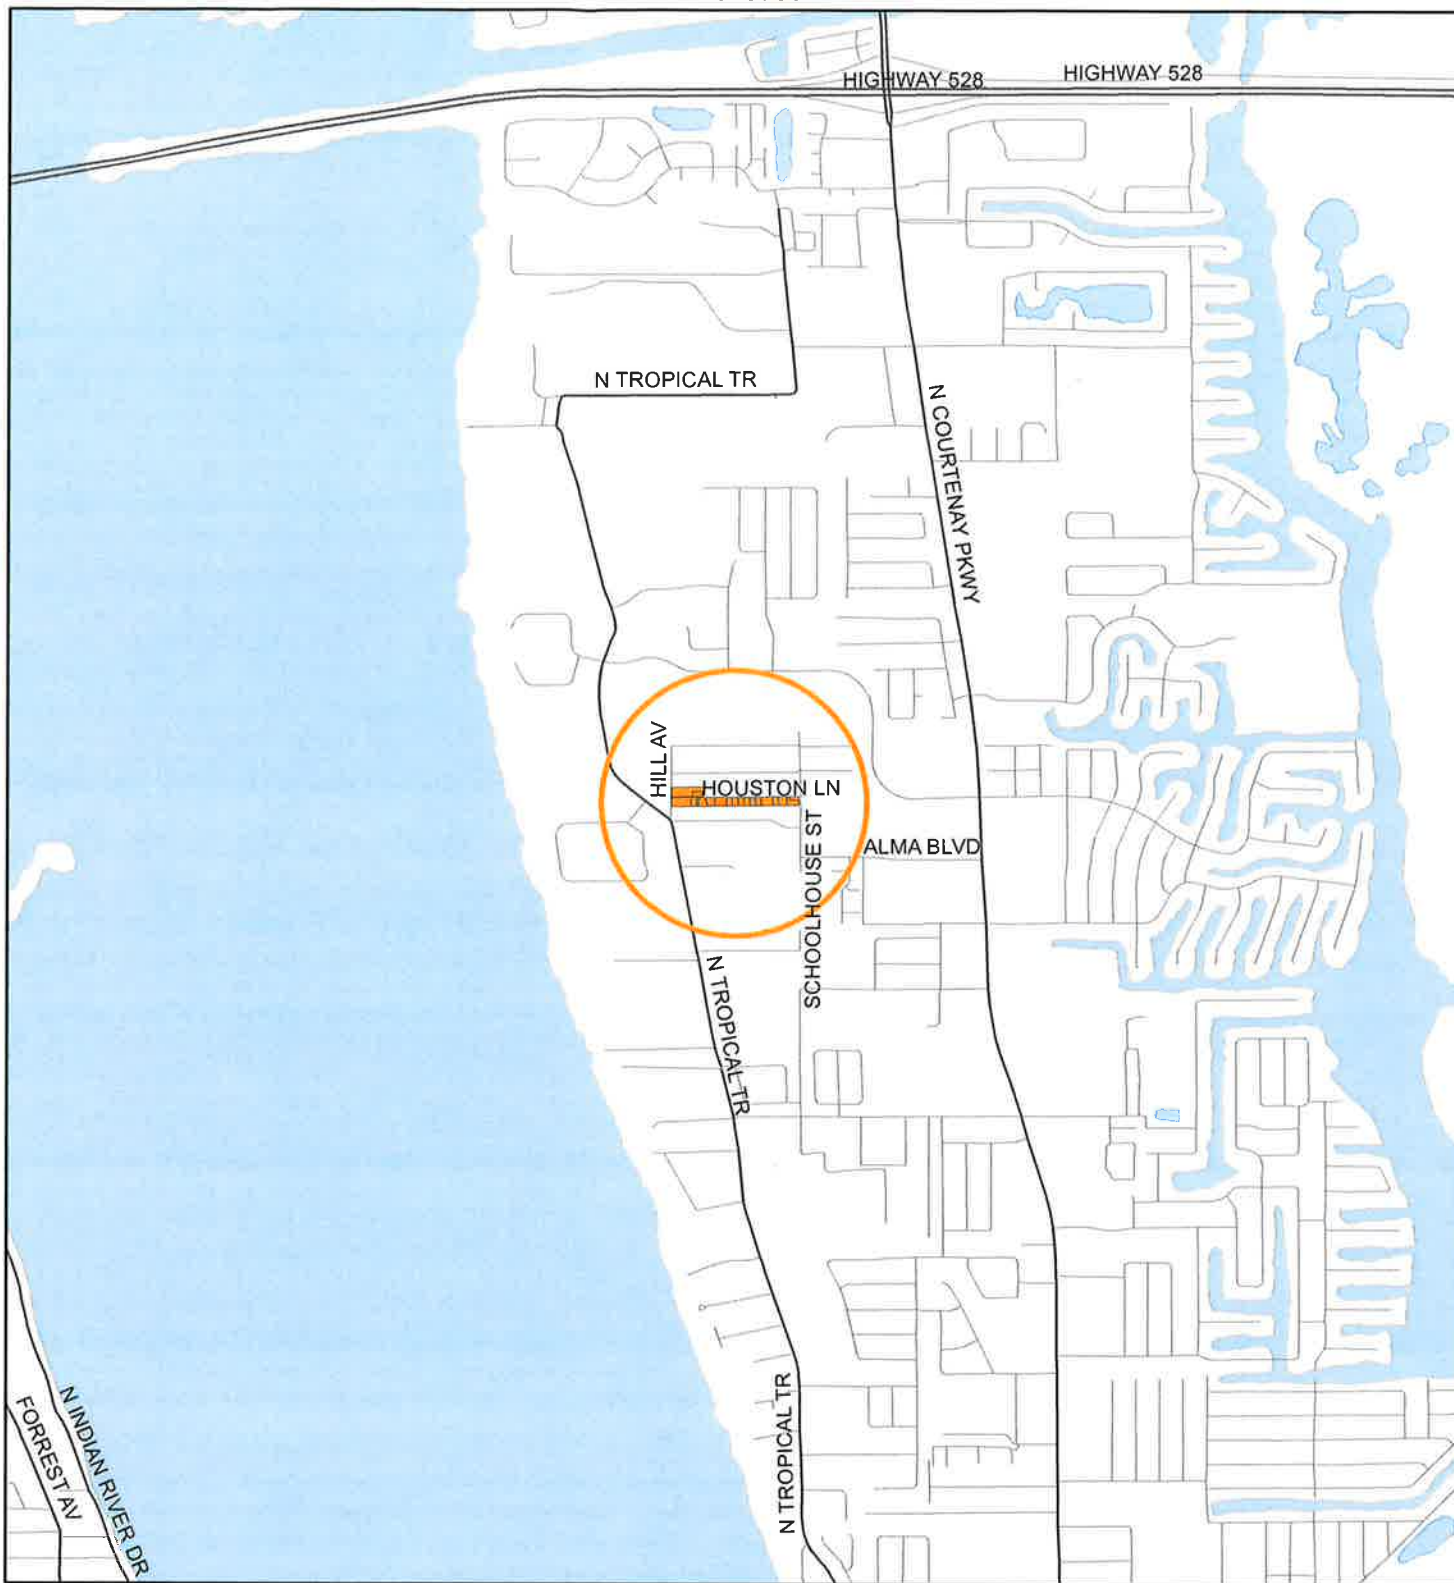 HIGHWAY 528
HIGHWAY 528
N TROPICAL TR
N COURTENAY PKWY
HILL AV
HOUSTON LN
SCHOOLHOUSE ST
ALMA BLVD
N TROPICAL TR
N TROPICAL TR
FORREST AV
N INDIAN RIVER DR